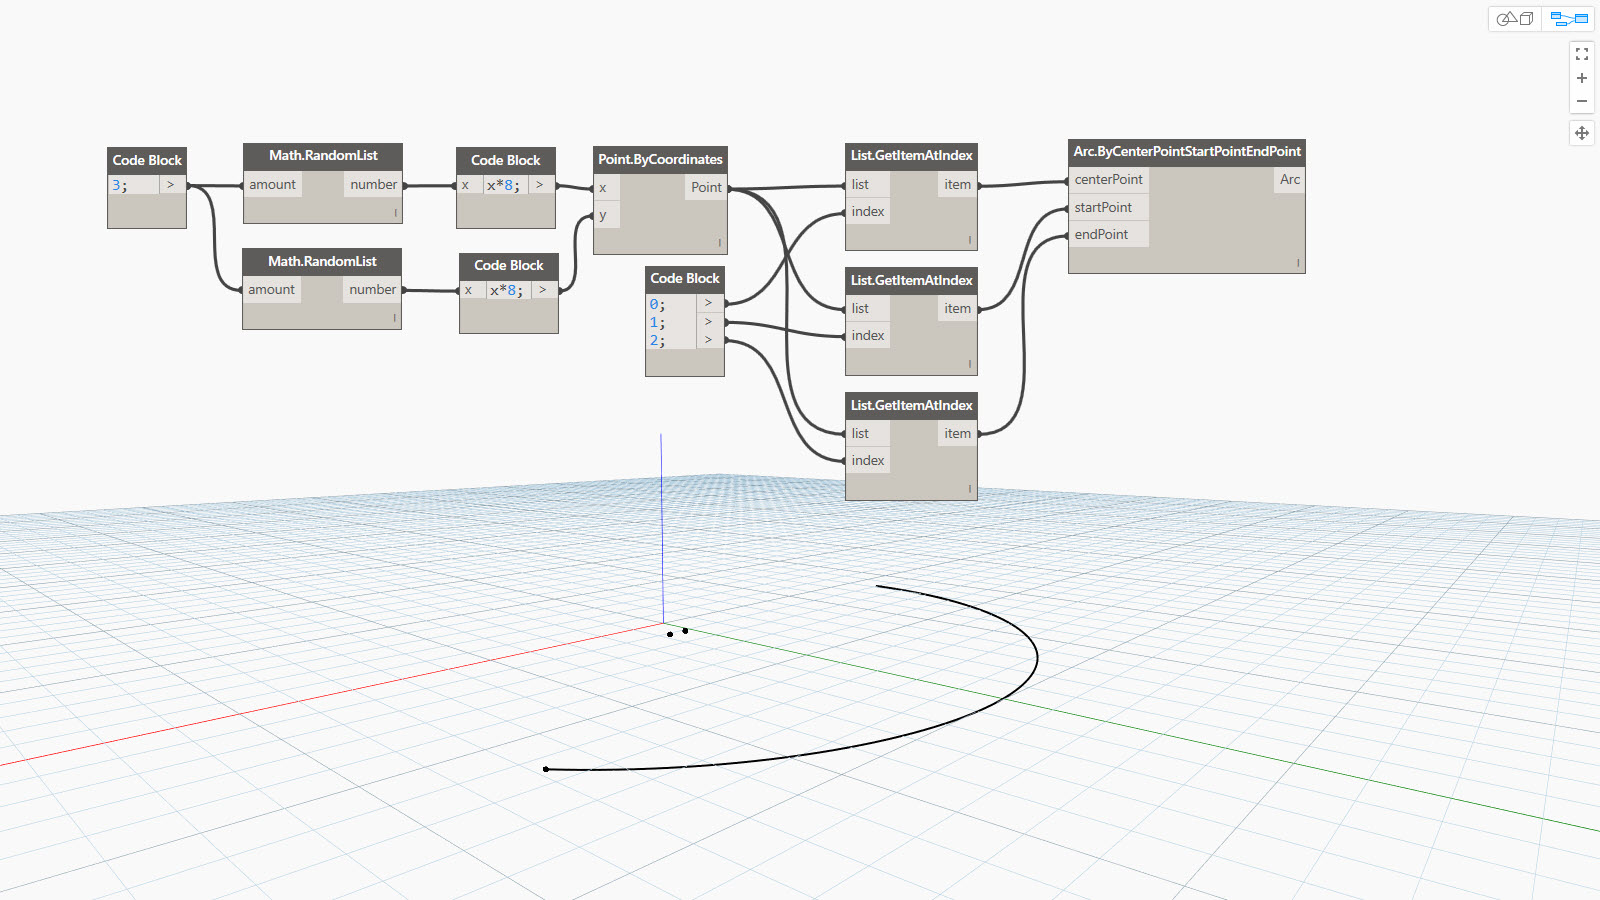 Code Block
3; >
Math.RandomList
amount number
Math.RandomList
amount number
Code Block
x x*8; >
Code Block
x x*8; >
Point.ByCoordinates
x Point
y
Code Block
0; >
1; >
2; >
List.GetItemAtIndex
list item
index
List.GetItemAtIndex
list item
index
List.GetItemAtIndex
list item
index
Arc.ByCenterPointStartPointEndPoint
centerPoint Arc
startPoint
endPoint